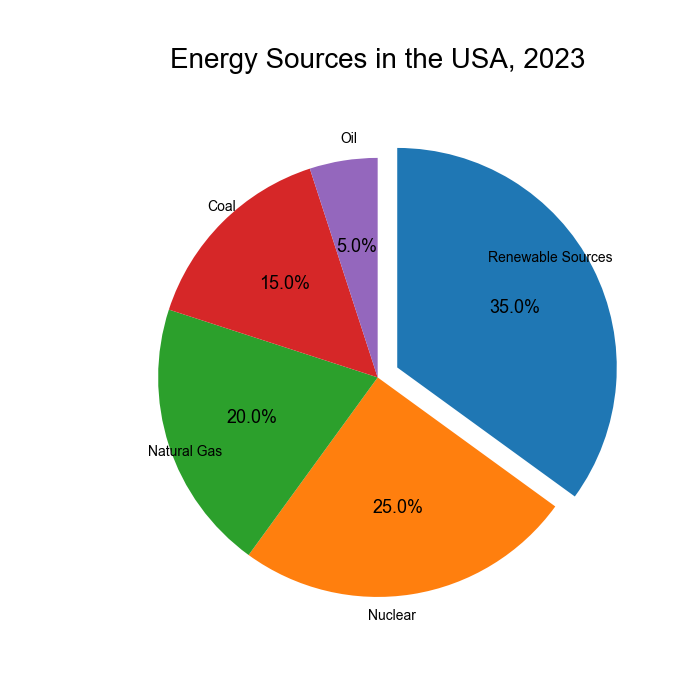 Energy Sources in the USA, 2023
Oil
Coal
5.0%
Renewable Sources
15.0%
35.0%
20.0%
Natural Gas
25.0%
Nuclear